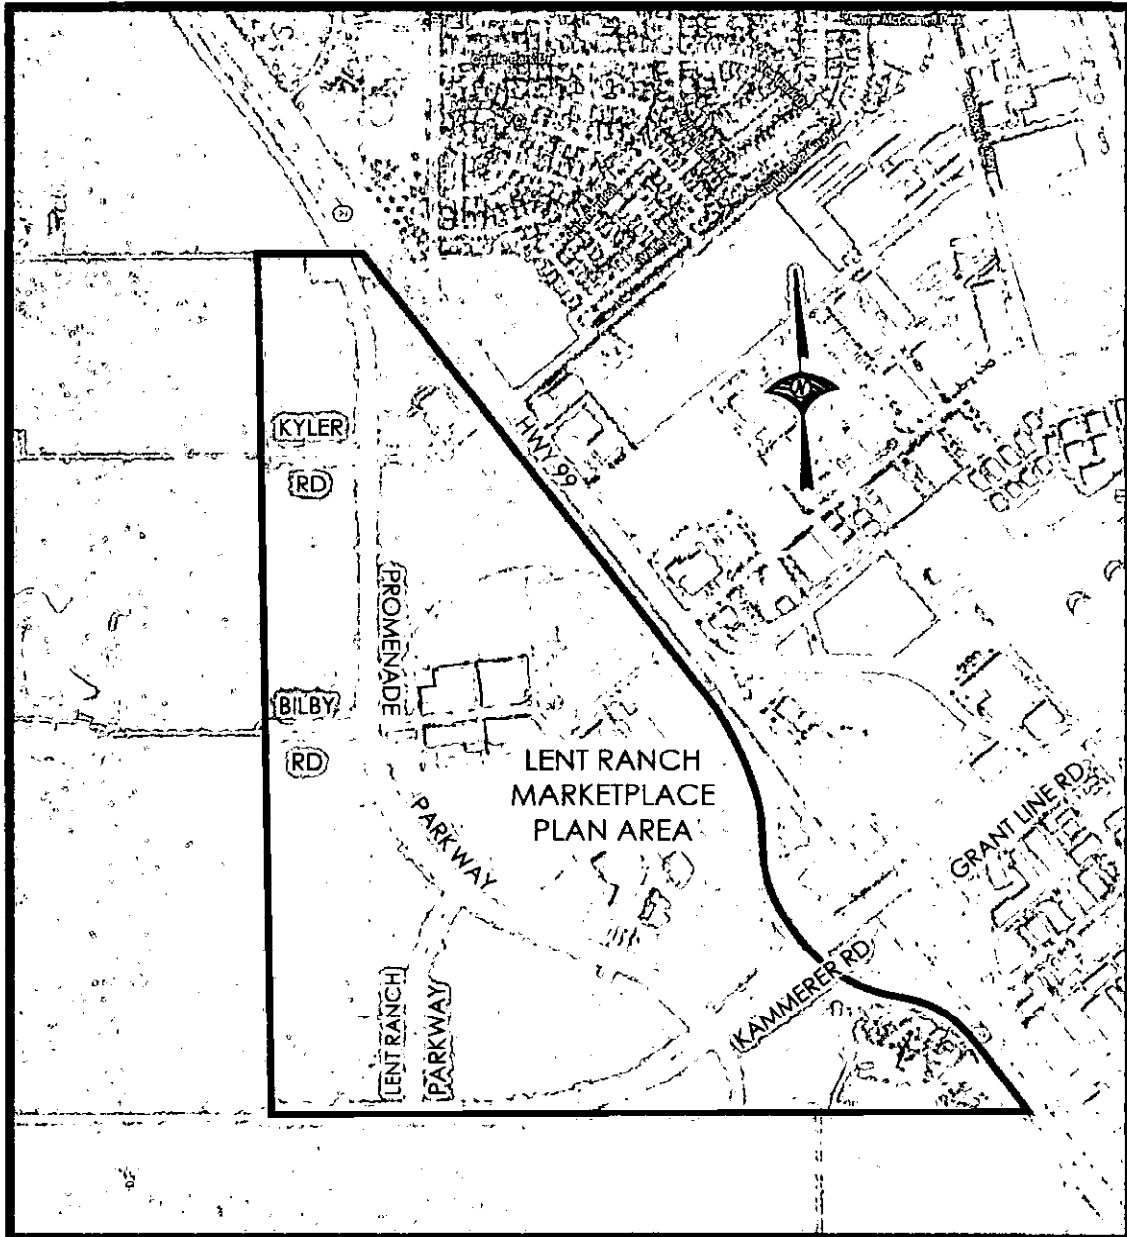 KYLER
RD
HWY 99
N
PROMENADE
BILBY
RD
LENT RANCH
MARKETPLACE
PLAN AREA
PARKWAY
GRANT LINE RD
KAMMERER RD
LENT RANCH
PARKWAY